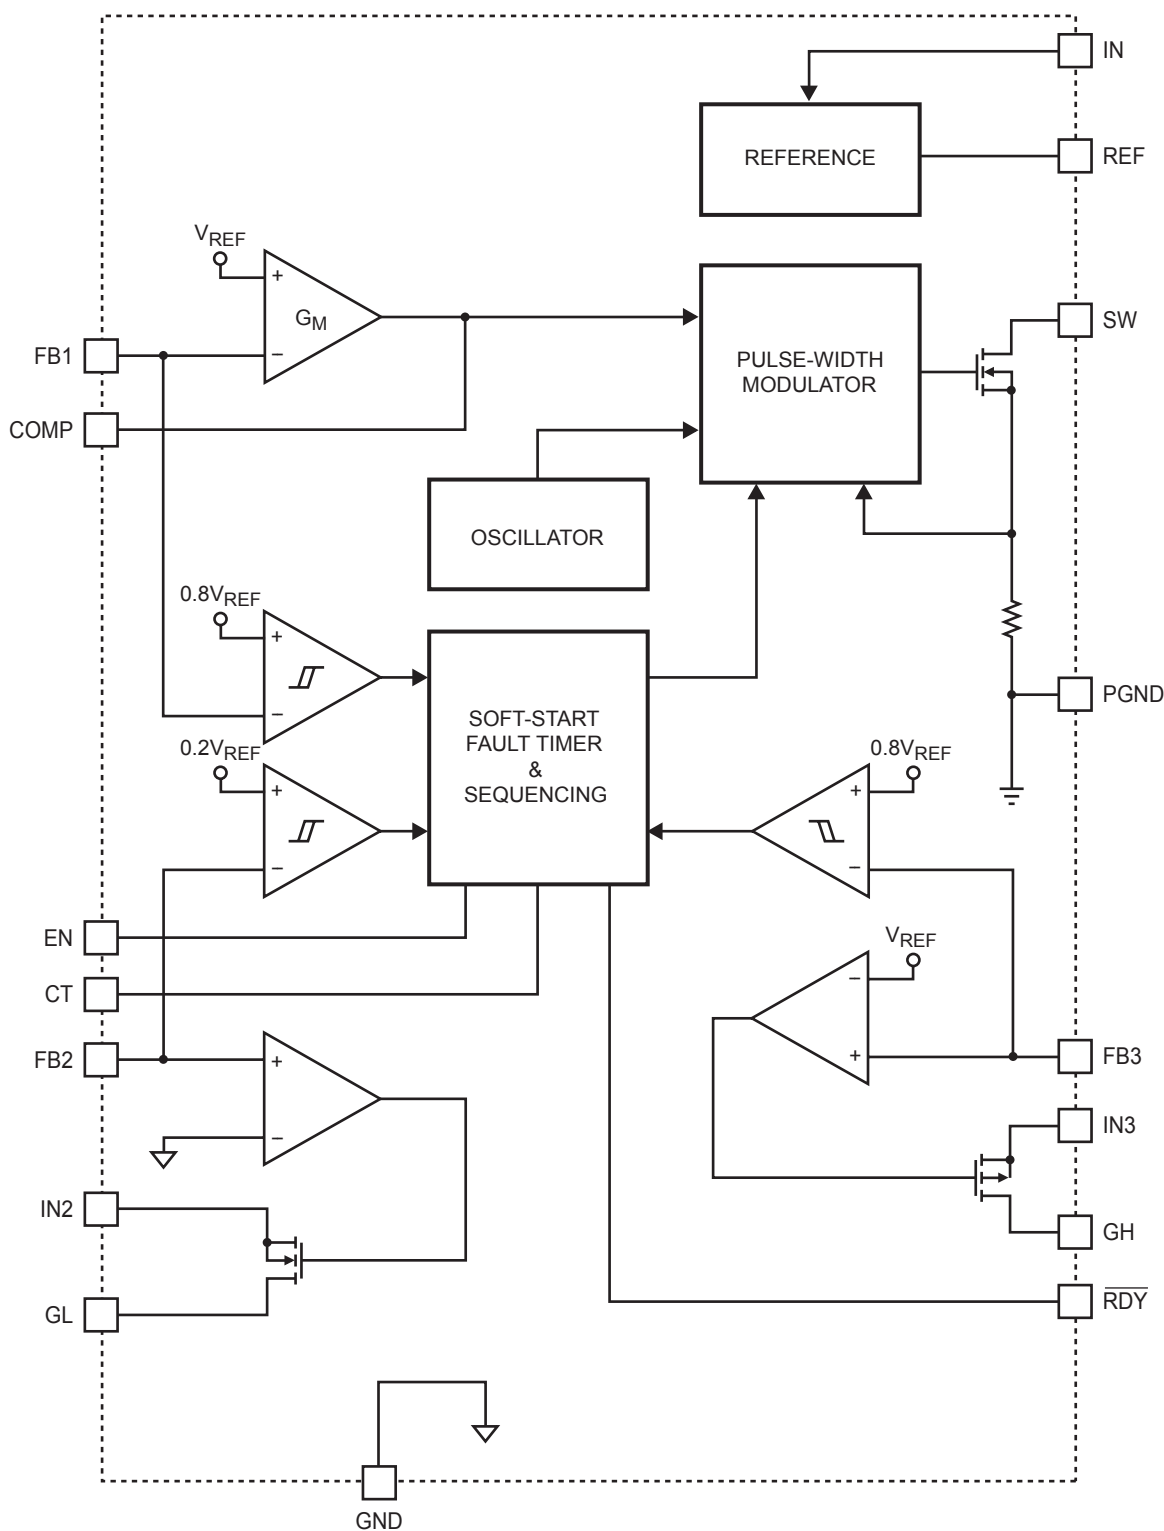 IN
REFERENCE
REF
VREF
+
GM
−
FB1
PULSE-WIDTH
MODULATOR
SW
COMP
OSCILLATOR
0.8VREF
+
−
SOFT-START
FAULT TIMER
&
SEQUENCING
PGND
0.2VREF
+
−
0.8VREF
+
−
EN
CT
VREF
−
+
FB2
+
−
FB3
IN3
IN2
GH
GL
RDY
GND